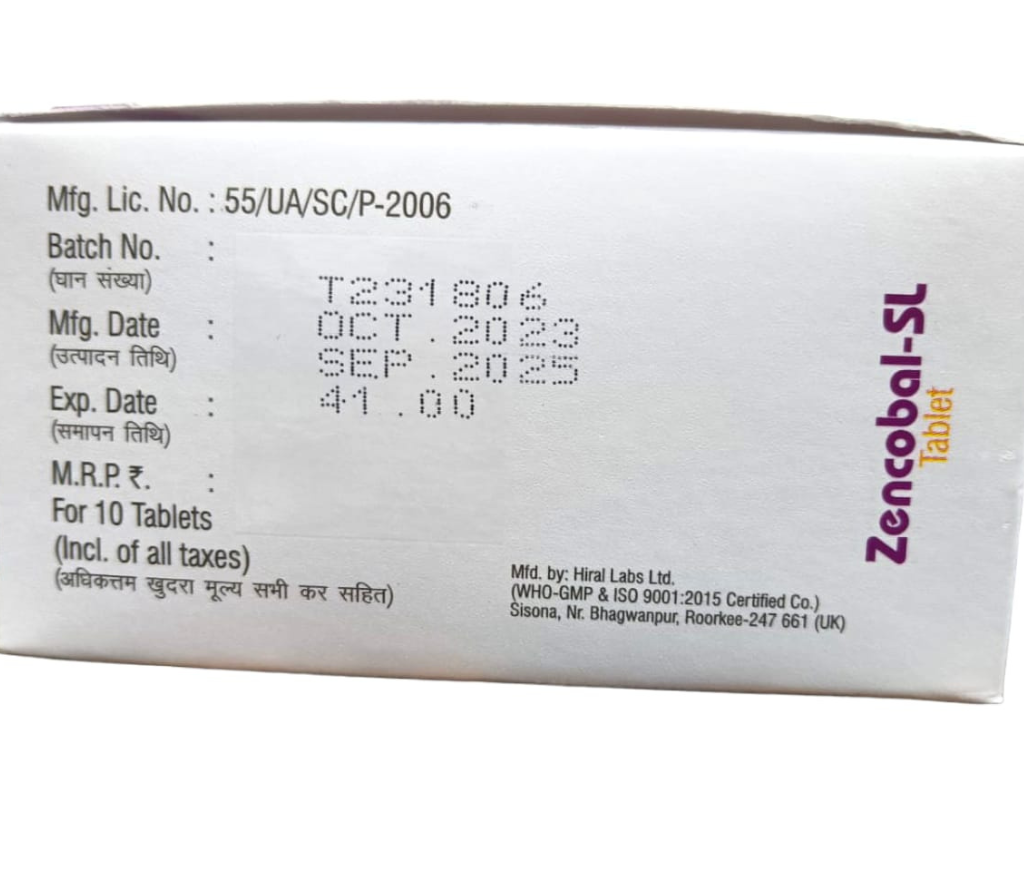 Mfg. Lic. No. : 55/UA/SC/P-2006
Batch No. :
(घान संख्या)
T231806
Mfg. Date :
OCT . 2023
(उत्पादन तिथि)
SEP . 2025
Exp. Date :
41 .00
(समापन तिथि)
M.R.P. ₹. :
For 10 Tablets
(Incl. of all taxes)
(अधिकत्तम खुदरा मूल्य सभी कर सहित)
Mfd. by: Hiral Labs Ltd.
(WHO-GMP & ISO 9001:2015 Certified Co.)
Sisona, Nr. Bhagwanpur, Roorkee-247 661 (UK)
Zencobal-SL
Tablet